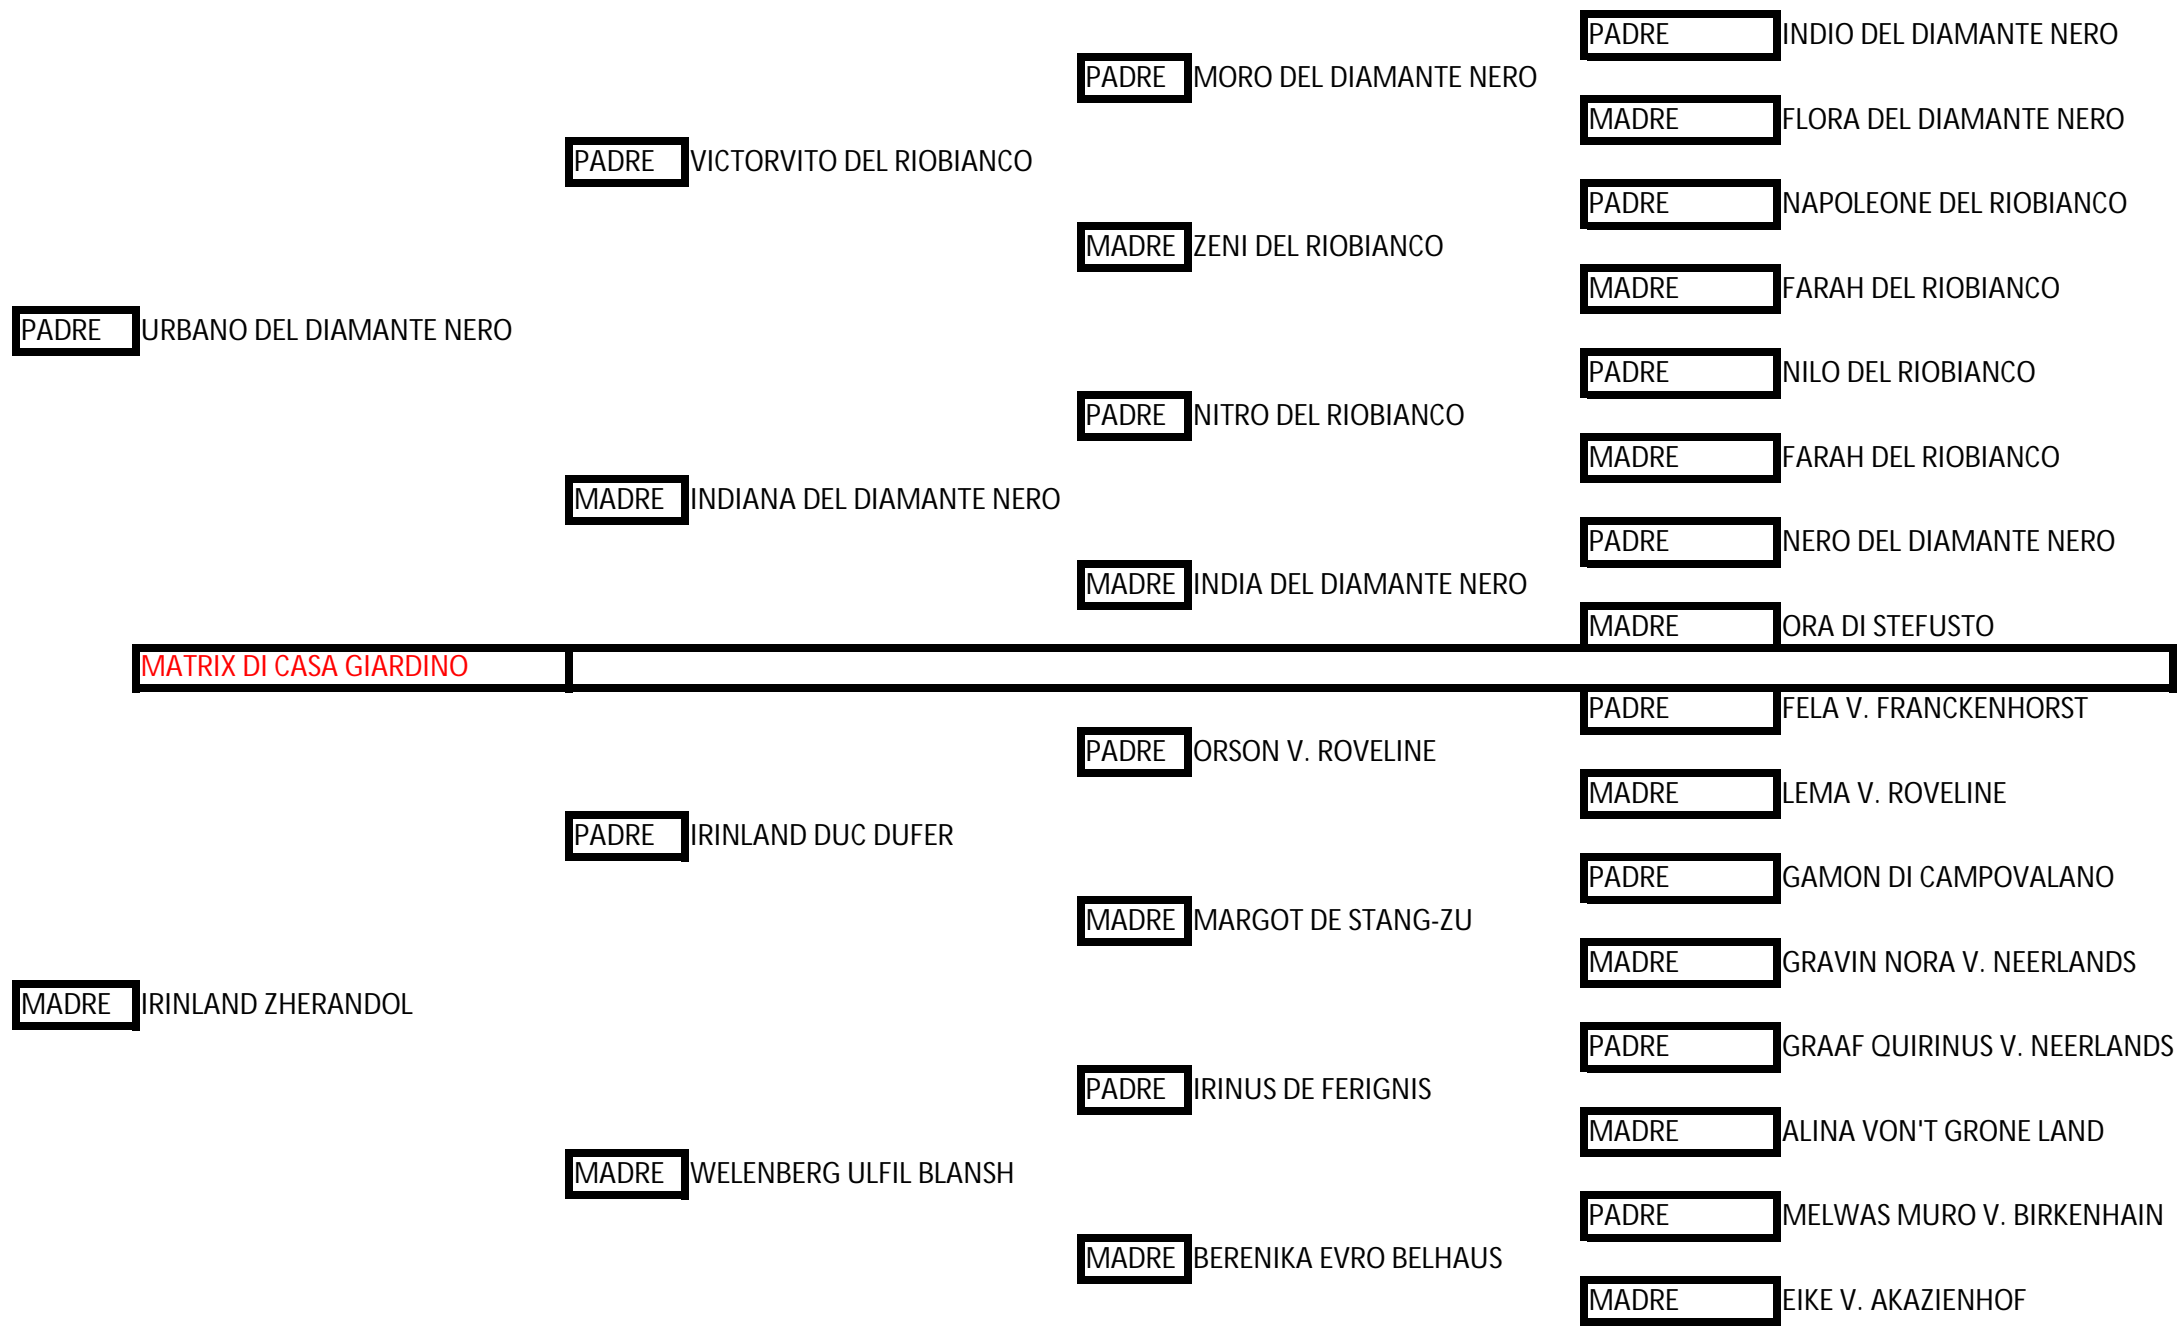 PADRE INDIO DEL DIAMANTE NERO
PADRE MORO DEL DIAMANTE NERO
MADRE FLORA DEL DIAMANTE NERO
PADRE VICTORVITO DEL RIOBIANCO
PADRE NAPOLEONE DEL RIOBIANCO
MADRE ZENI DEL RIOBIANCO
MADRE FARAH DEL RIOBIANCO
PADRE URBANO DEL DIAMANTE NERO
PADRE NILO DEL RIOBIANCO
PADRE NITRO DEL RIOBIANCO
MADRE FARAH DEL RIOBIANCO
MADRE INDIANA DEL DIAMANTE NERO
PADRE NERO DEL DIAMANTE NERO
MADRE INDIA DEL DIAMANTE NERO
MADRE ORA DI STEFUSTO
MATRIX DI CASA GIARDINO
PADRE FELA V. FRANCKENHORST
PADRE ORSON V. ROVELINE
MADRE LEMA V. ROVELINE
PADRE IRINLAND DUC DUFER
PADRE GAMON DI CAMPOVALANO
MADRE MARGOT DE STANG-ZU
MADRE GRAVIN NORA V. NEERLANDS
MADRE IRINLAND ZHERANDOL
PADRE GRAAF QUIRINUS V. NEERLANDS
PADRE IRINUS DE FERIGNIS
MADRE ALINA VON'T GRONE LAND
MADRE WELENBERG ULFIL BLANSH
PADRE MELWAS MURO V. BIRKENHAIN
MADRE BERENIKA EVRO BELHAUS
MADRE EIKE V. AKAZIENHOF